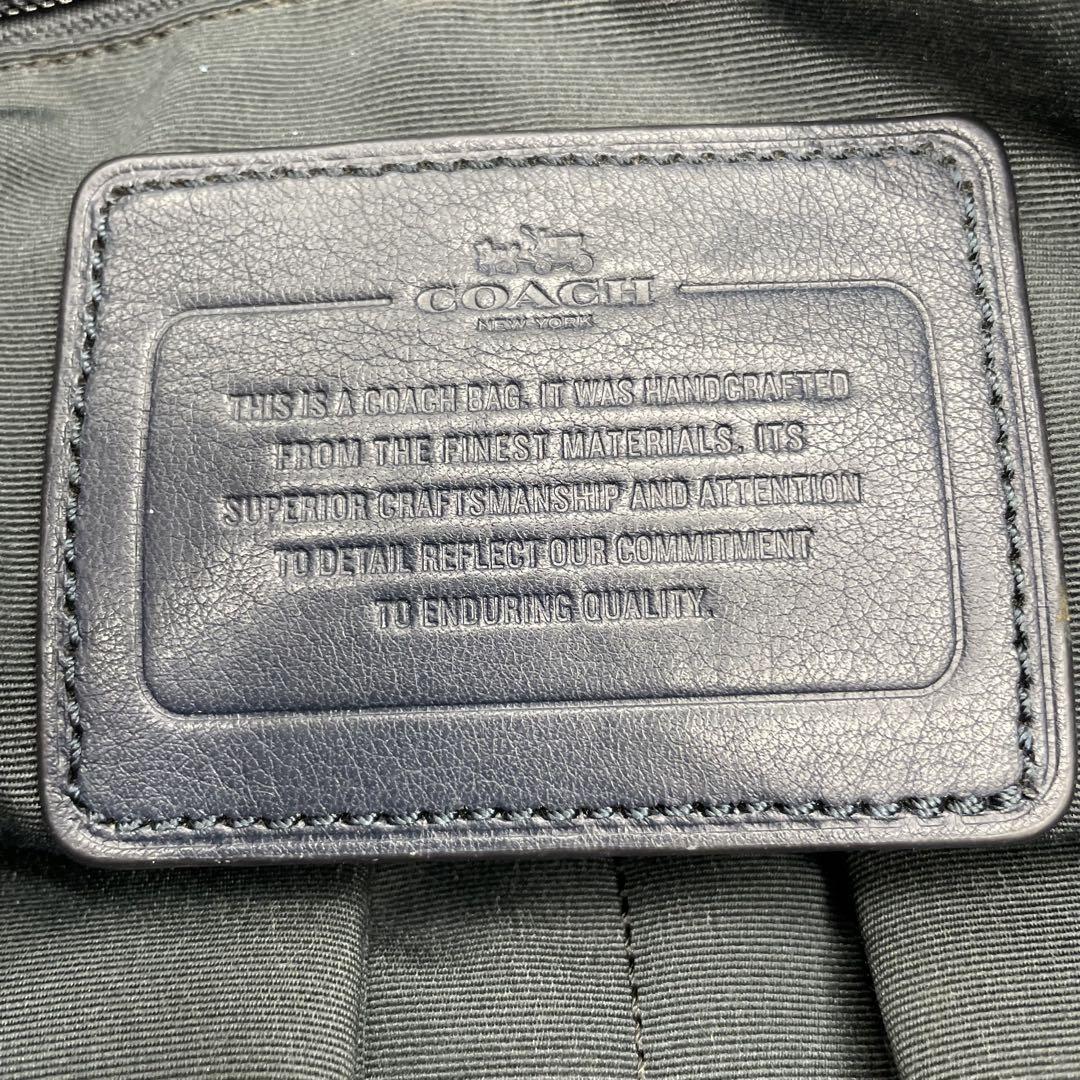 COACH
NEW YORK
THIS IS A COACH BAG. IT WAS HANDCRAFTED
FROM THE FINEST MATERIALS. ITS
SUPERIOR CRAFTSMANSHIP AND ATTENTION
TO DETAIL REFLECT OUR COMMITMENT
TO ENDURING QUALITY.